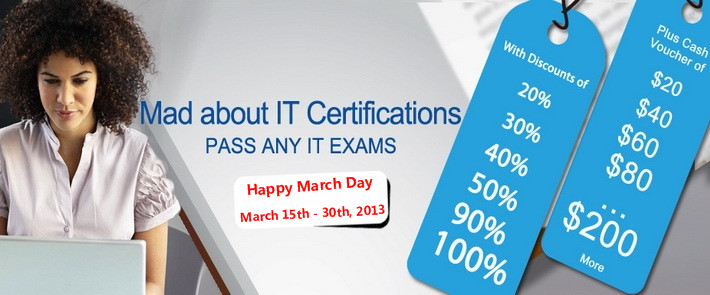 Mad about IT Certifications
PASS ANY IT EXAMS
Happy March Day
March 15th - 30th, 2013
With Discounts of
20%
30%
40%
50%
90%
100%
Plus Cash
Voucher of
$20
$40
$60
$80
...
$200
More